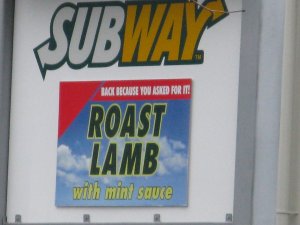 SUBWAY
BACK BECAUSE YOU ASKED FOR IT!
ROAST
LAMB
with mint sauce